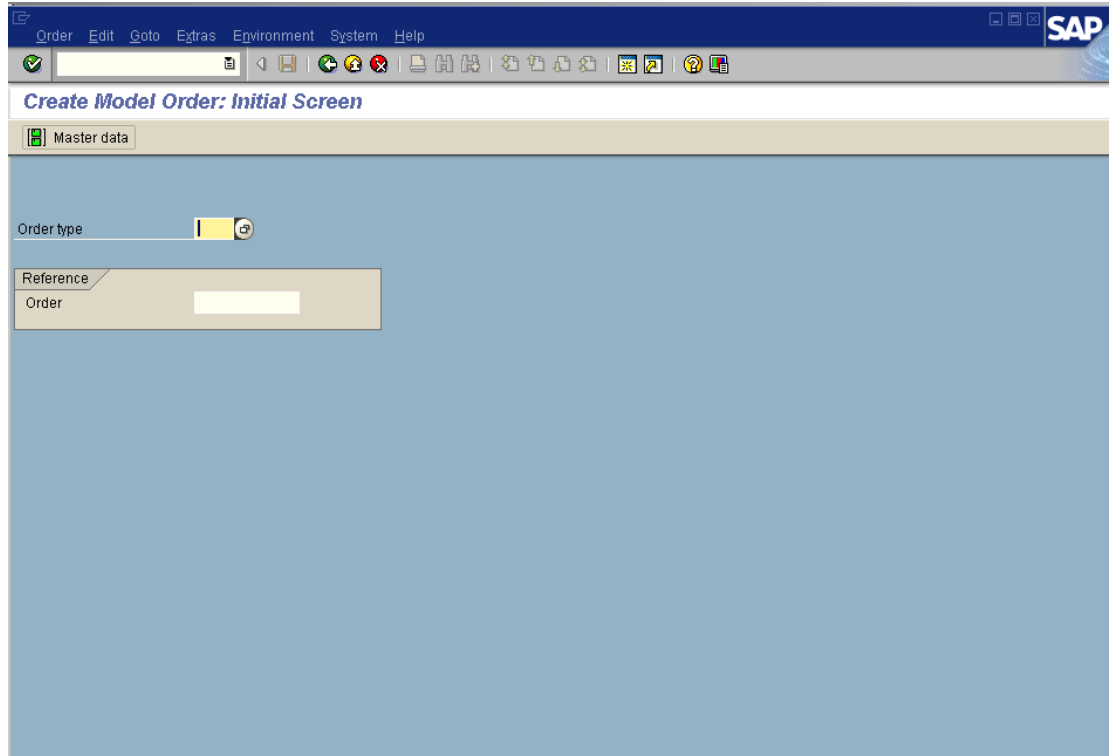 Order Edit Goto Extras Environment System Help
SAP
Create Model Order: Initial Screen
Master data
Order type
Reference
Order